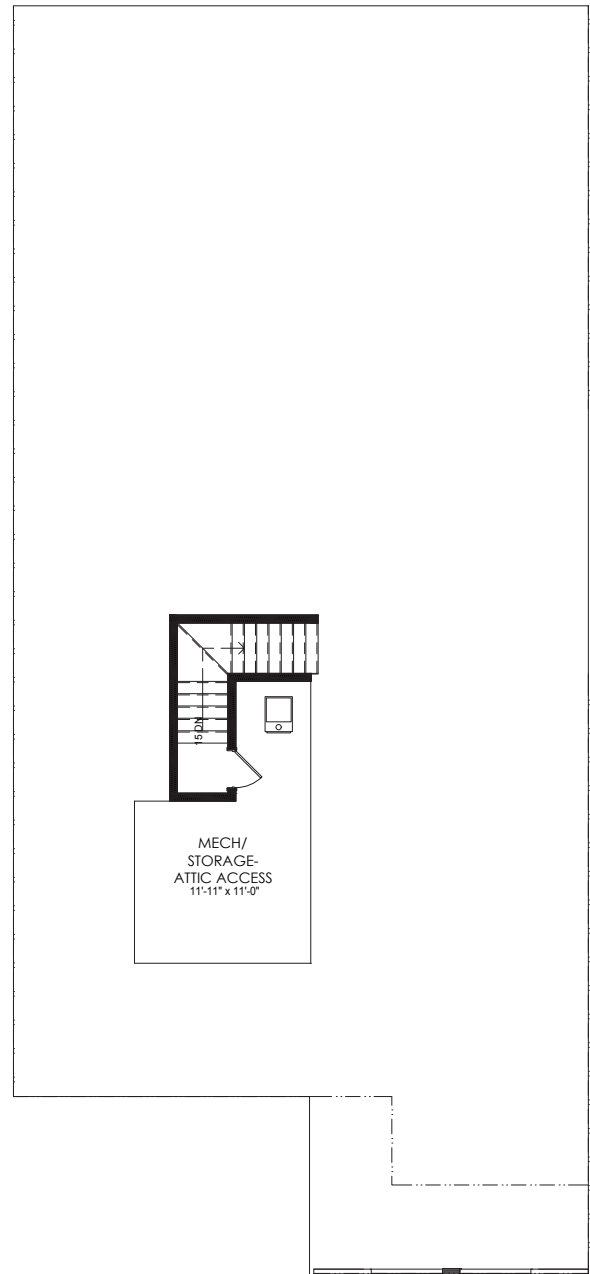 15 DN
MECH/
STORAGE-
ATTIC ACCESS
11'-11" x 11'-0"